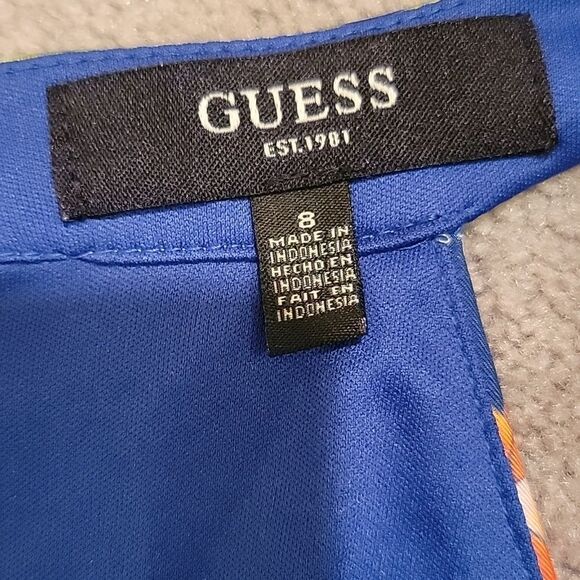 GUESS
EST.1981
8
MADE IN
INDONESIA
HECHO EN
INDONESIA
FAIT EN
INDONESIA